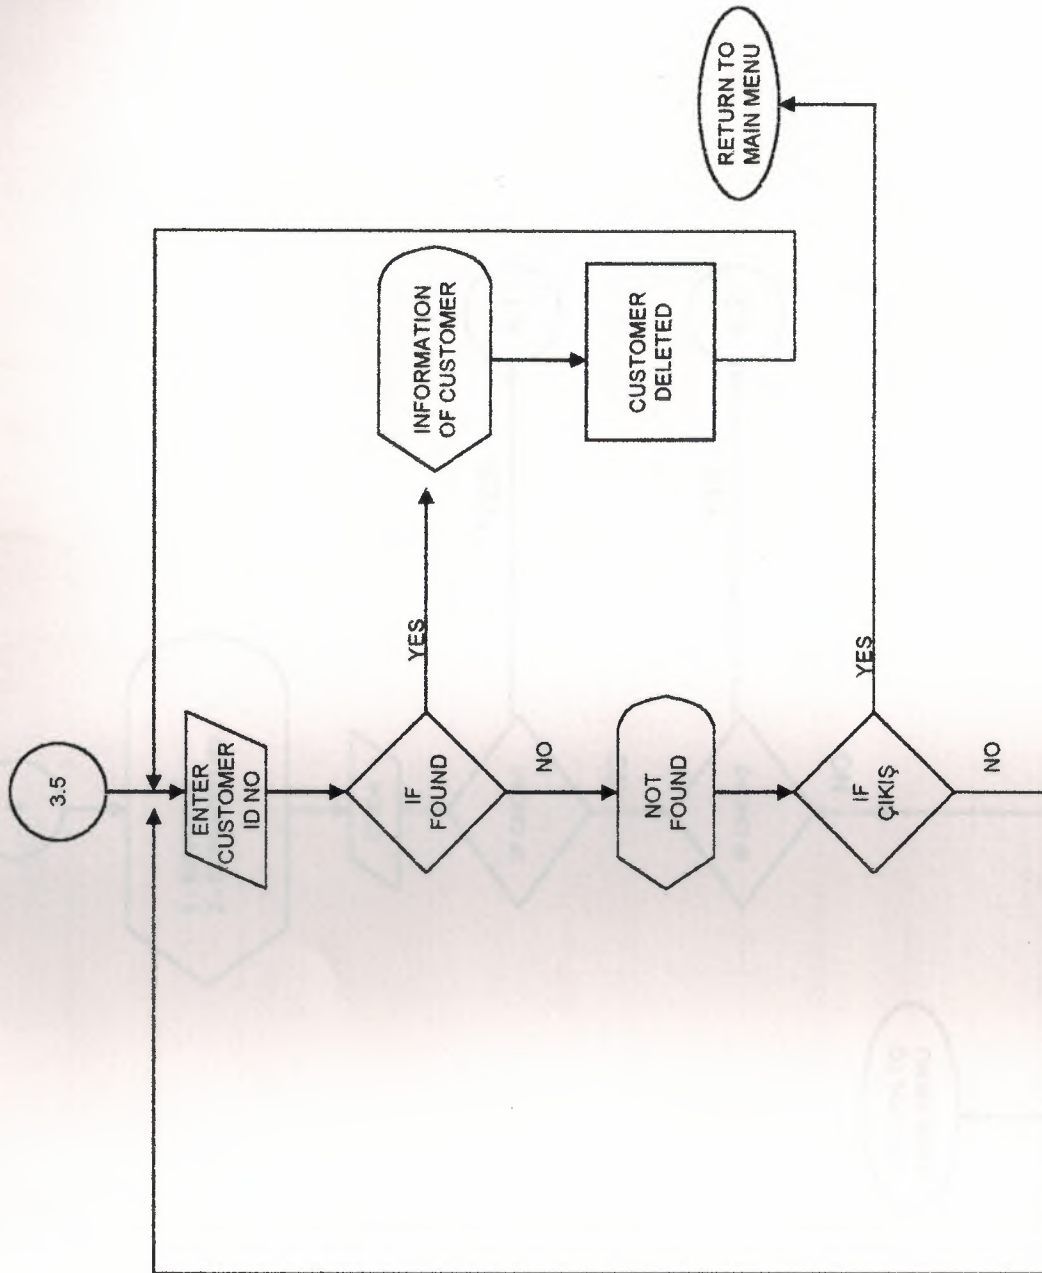 3.5
ENTER
CUSTOMER
ID NO
IF
FOUND
YES
INFORMATION
OF CUSTOMER
CUSTOMER
DELETED
NO
NOT
FOUND
IF
ÇIKIŞ
YES
RETURN TO
MAIN MENU
NO